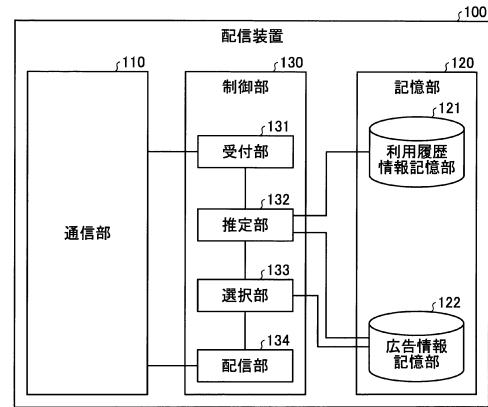 100
配信装置
110
130
120
制御部
記憶部
131
受付部
121
利用履歴
情報記憶部
132
推定部
通信部
133
選択部
122
広告情報
記憶部
134
配信部